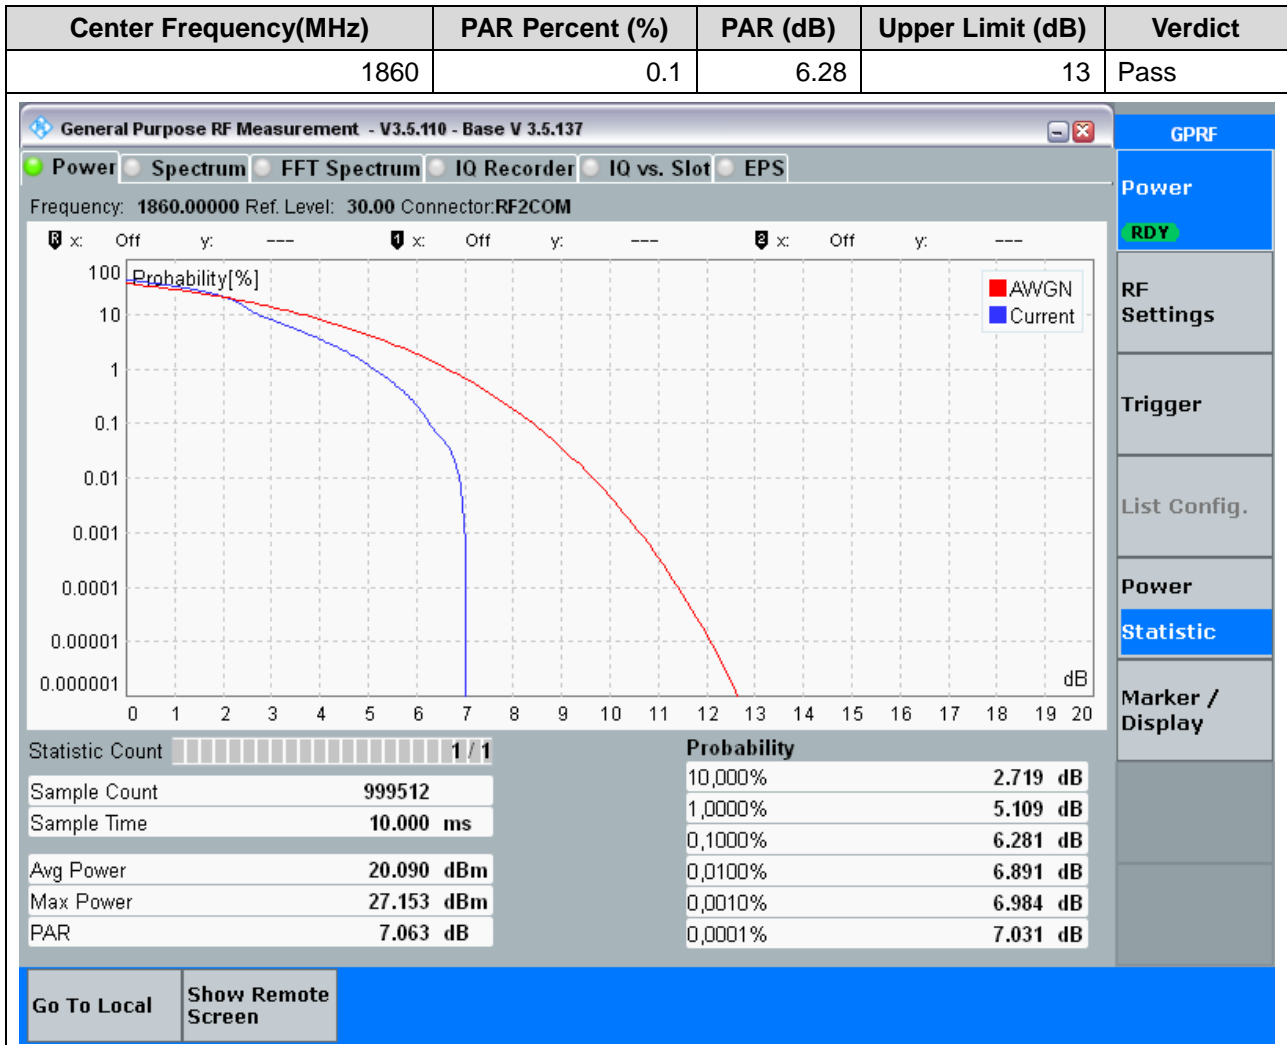 Center Frequency(MHz) PAR Percent (%) PAR (dB) Upper Limit (dB) Verdict
1860 0.1 6.28 13 Pass
General Purpose RF Measurement - V3.5.110 - Base V 3.5.137
GPRF
Power Spectrum FFT Spectrum IQ Recorder IQ vs. Slot EPS
Power
RDY
Frequency: 1860.00000 Ref. Level: 30.00 Connector:RF2COM
R x: Off y: --- 1 x: Off y: --- 2 x: Off y: ---
Probability[%]
100
10
1
0.1
0.01
0.001
0.0001
0.00001
0.000001
AWGN
Current
dB
0 1 2 3 4 5 6 7 8 9 10 11 12 13 14 15 16 17 18 19 20
RF
Settings
Trigger
List Config.
Power
Statistic
Marker /
Display
Statistic Count 1 / 1
Sample Count 999512
Sample Time 10.000 ms
Avg Power 20.090 dBm
Max Power 27.153 dBm
PAR 7.063 dB
Probability
10,000% 2.719 dB
1,0000% 5.109 dB
0,1000% 6.281 dB
0,0100% 6.891 dB
0,0010% 6.984 dB
0,0001% 7.031 dB
Go To Local
Show Remote
Screen